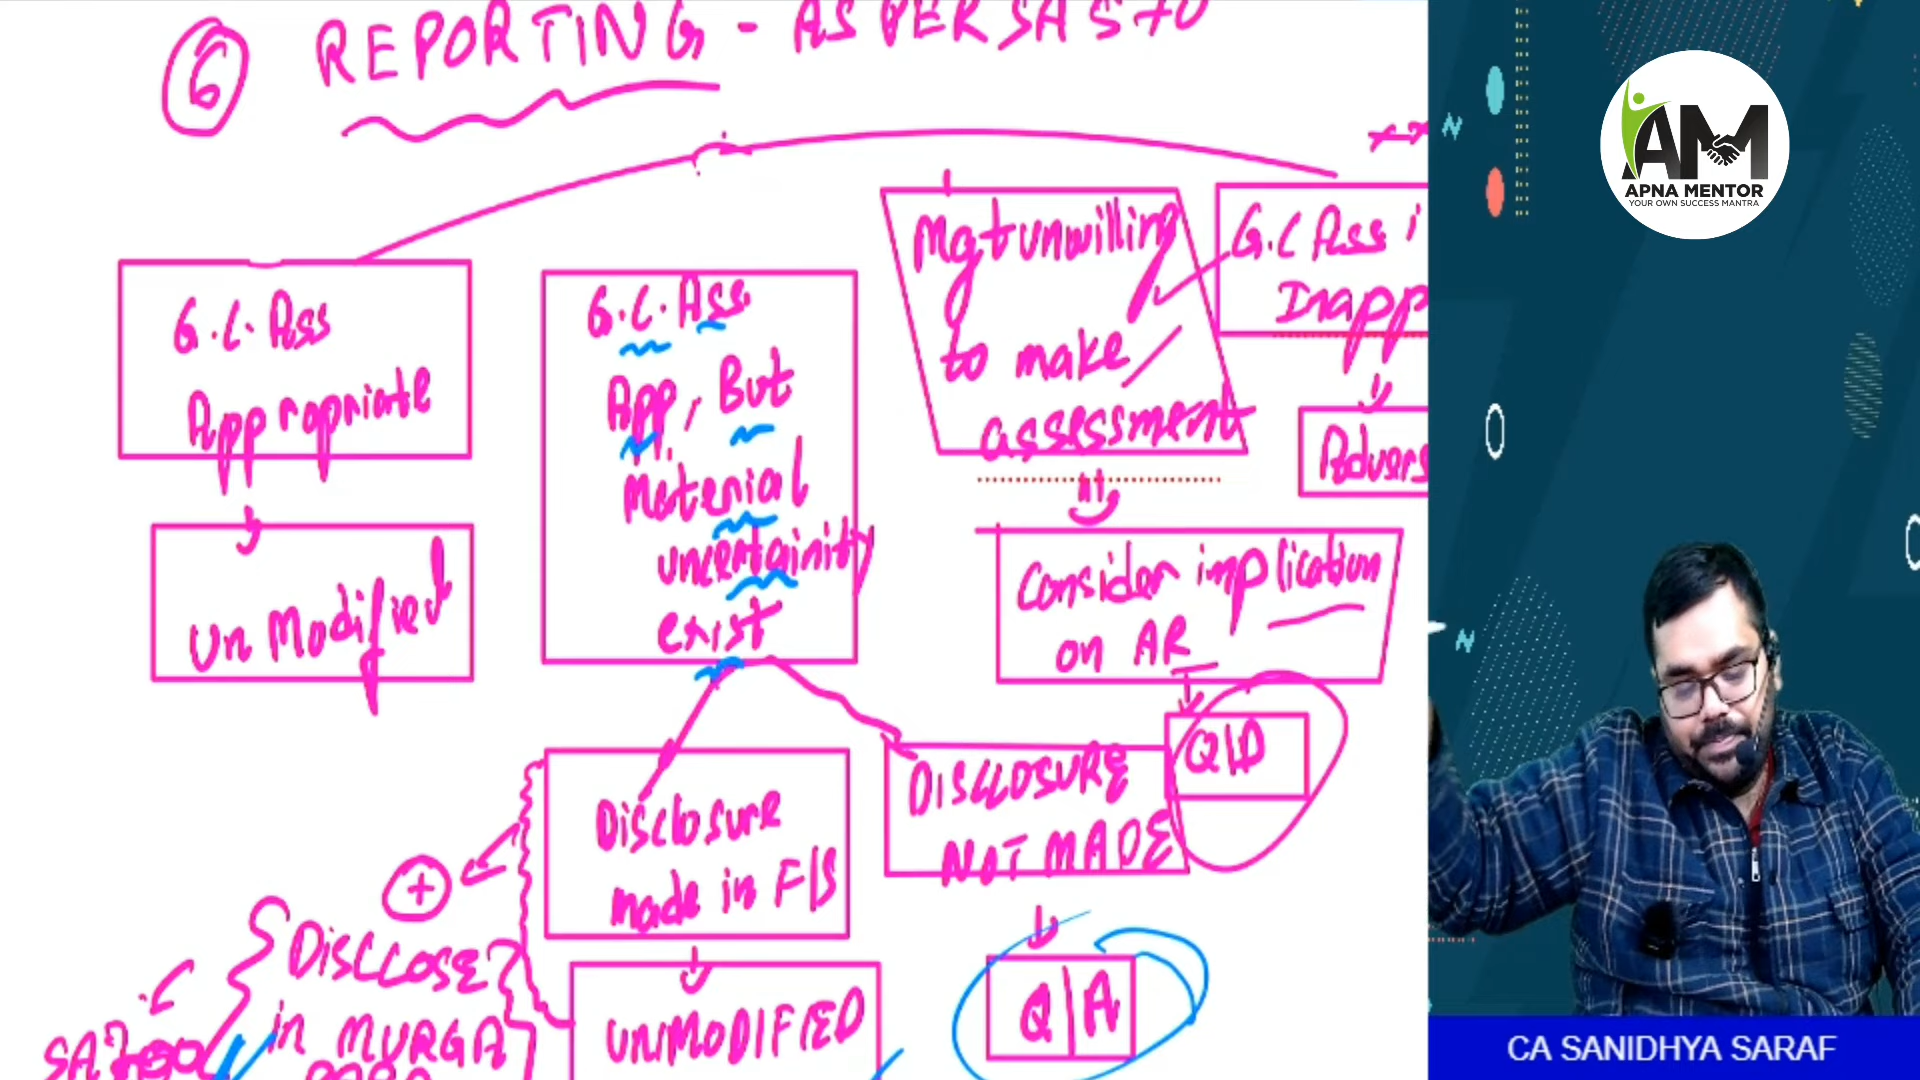 6 REPORTING - AS PER SA 570
G.C. Ass
Appropriate
Un Modified
G.C. Ass
App, But
Material
uncertainity
exist
Mgt unwilling
to make
assessment
G.C Ass i
Inapp
Advers
Consider implication
on AR
Q|D
Disclosure
made in F/S
DISCLOSURE
NOT MADE
+
DISCLOSE
in MURGA
UNMODIFIED
Q|A
AM
APNA MENTOR
YOUR OWN SUCCESS MANTRA
CA SANIDHYA SARAF